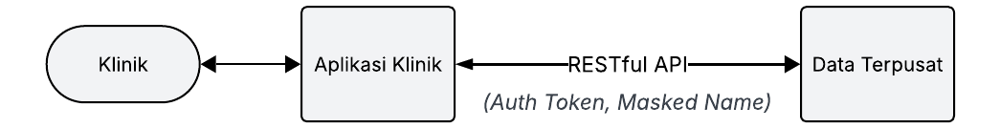 Klinik
Aplikasi Klinik
RESTful API
(Auth Token, Masked Name)
Data Terpusat